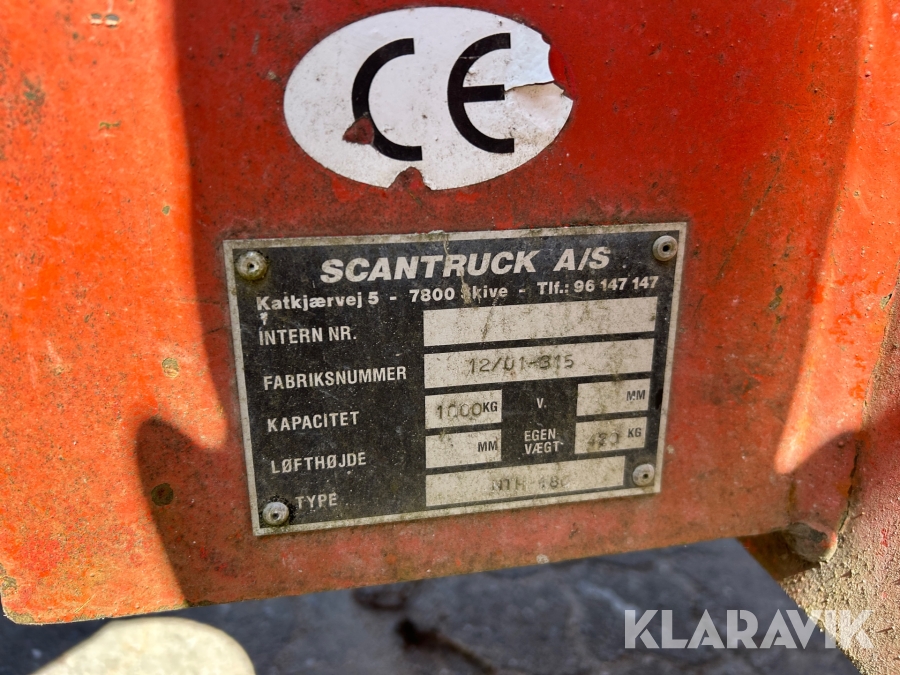 CE
SCANTRUCK A/S
Katkjærvej 5 - 7800 Skive - Tlf.: 96 147 147
INTERN NR.
FABRIKSNUMMER 12/01-315
KAPACITET 1000 KG V. MM
LØFTHØJDE MM EGEN VÆGT KG
TYPE
KLARAVIK